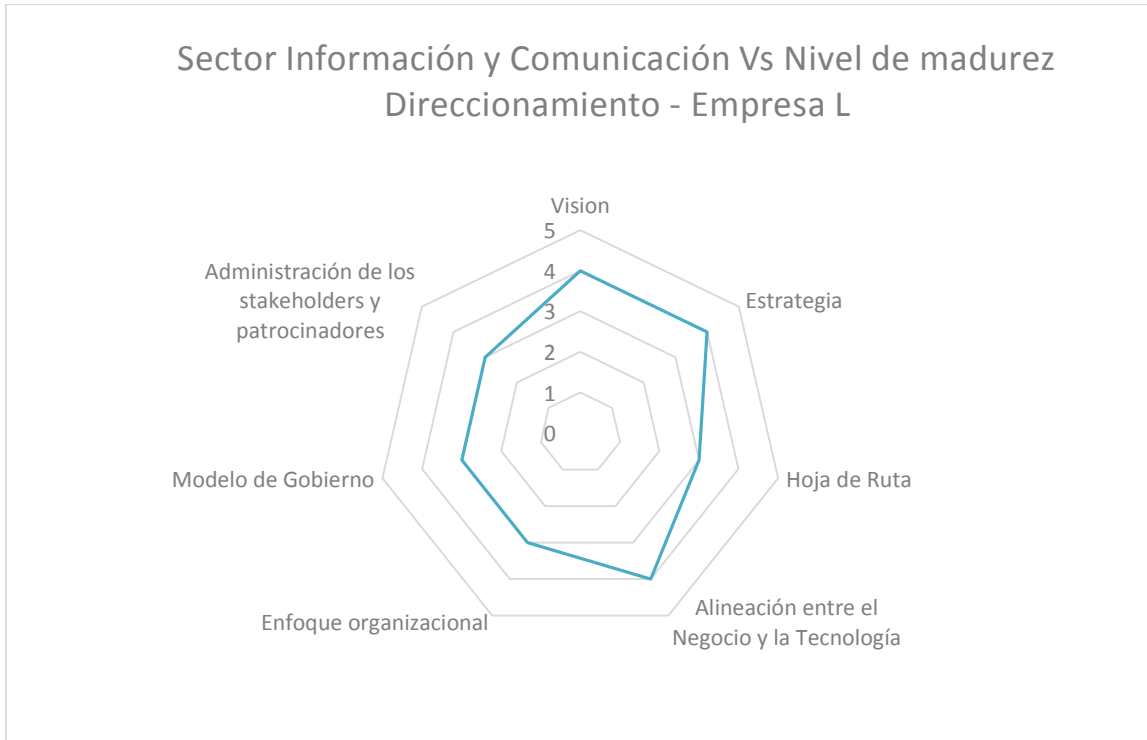 Sector Información y Comunicación Vs Nivel de madurez
Direccionamiento - Empresa L
Vision
5
4
3
2
1
0
Administración de los
stakeholders y
patrocinadores
Estrategia
Modelo de Gobierno
Hoja de Ruta
Enfoque organizacional
Alineación entre el
Negocio y la Tecnología